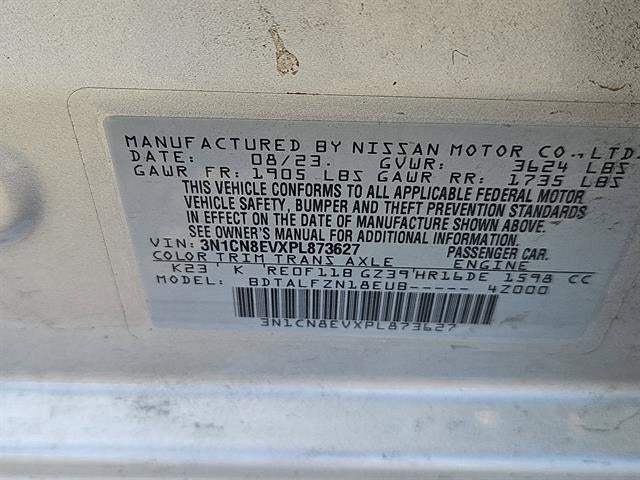 MANUFACTURED BY NISSAN MOTOR CO., LTD.
DATE: 08/23. GVWR: 3624 LBS
GAWR FR: 1905 LBS GAWR RR: 1735 LBS
THIS VEHICLE CONFORMS TO ALL APPLICABLE FEDERAL MOTOR
VEHICLE SAFETY, BUMPER AND THEFT PREVENTION STANDARDS
IN EFFECT ON THE DATE OF MANUFACTURE SHOWN ABOVE.
SEE OWNER'S MANUAL FOR ADDITIONAL INFORMATION.
VIN: 3N1CN8EVXPL873627 PASSENGER CAR.
COLOR TRIM TRANS AXLE ENGINE
K23 K RE0F11B GZ39 HR16DE 1598 CC
MODEL: BDTALFZN18EUB----- 4Z000
3N1CN8EVXPL873627